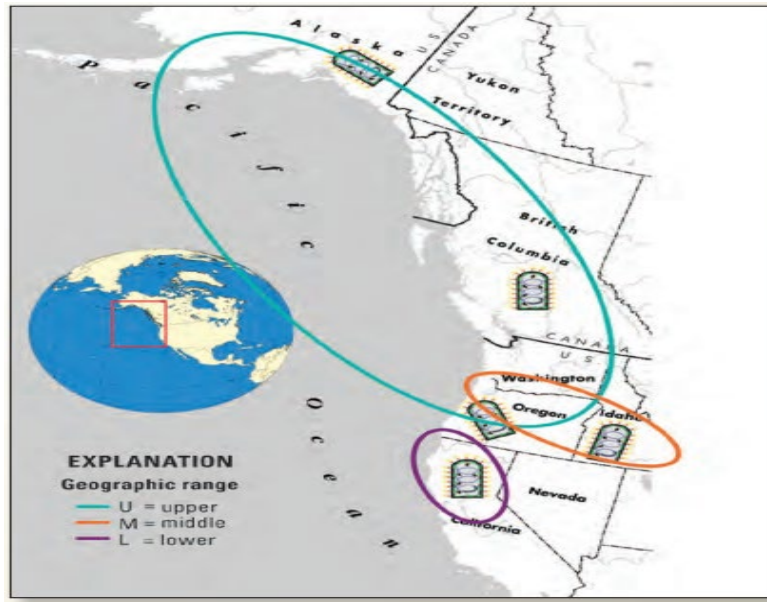 Alaska
U S
CANADA
Yukon
Territory
Pacific
British
Columbia
CANADA
U S
Washington
Oregon
Idaho
Ocean
Nevada
California
EXPLANATION
Geographic range
U = upper
M = middle
L = lower